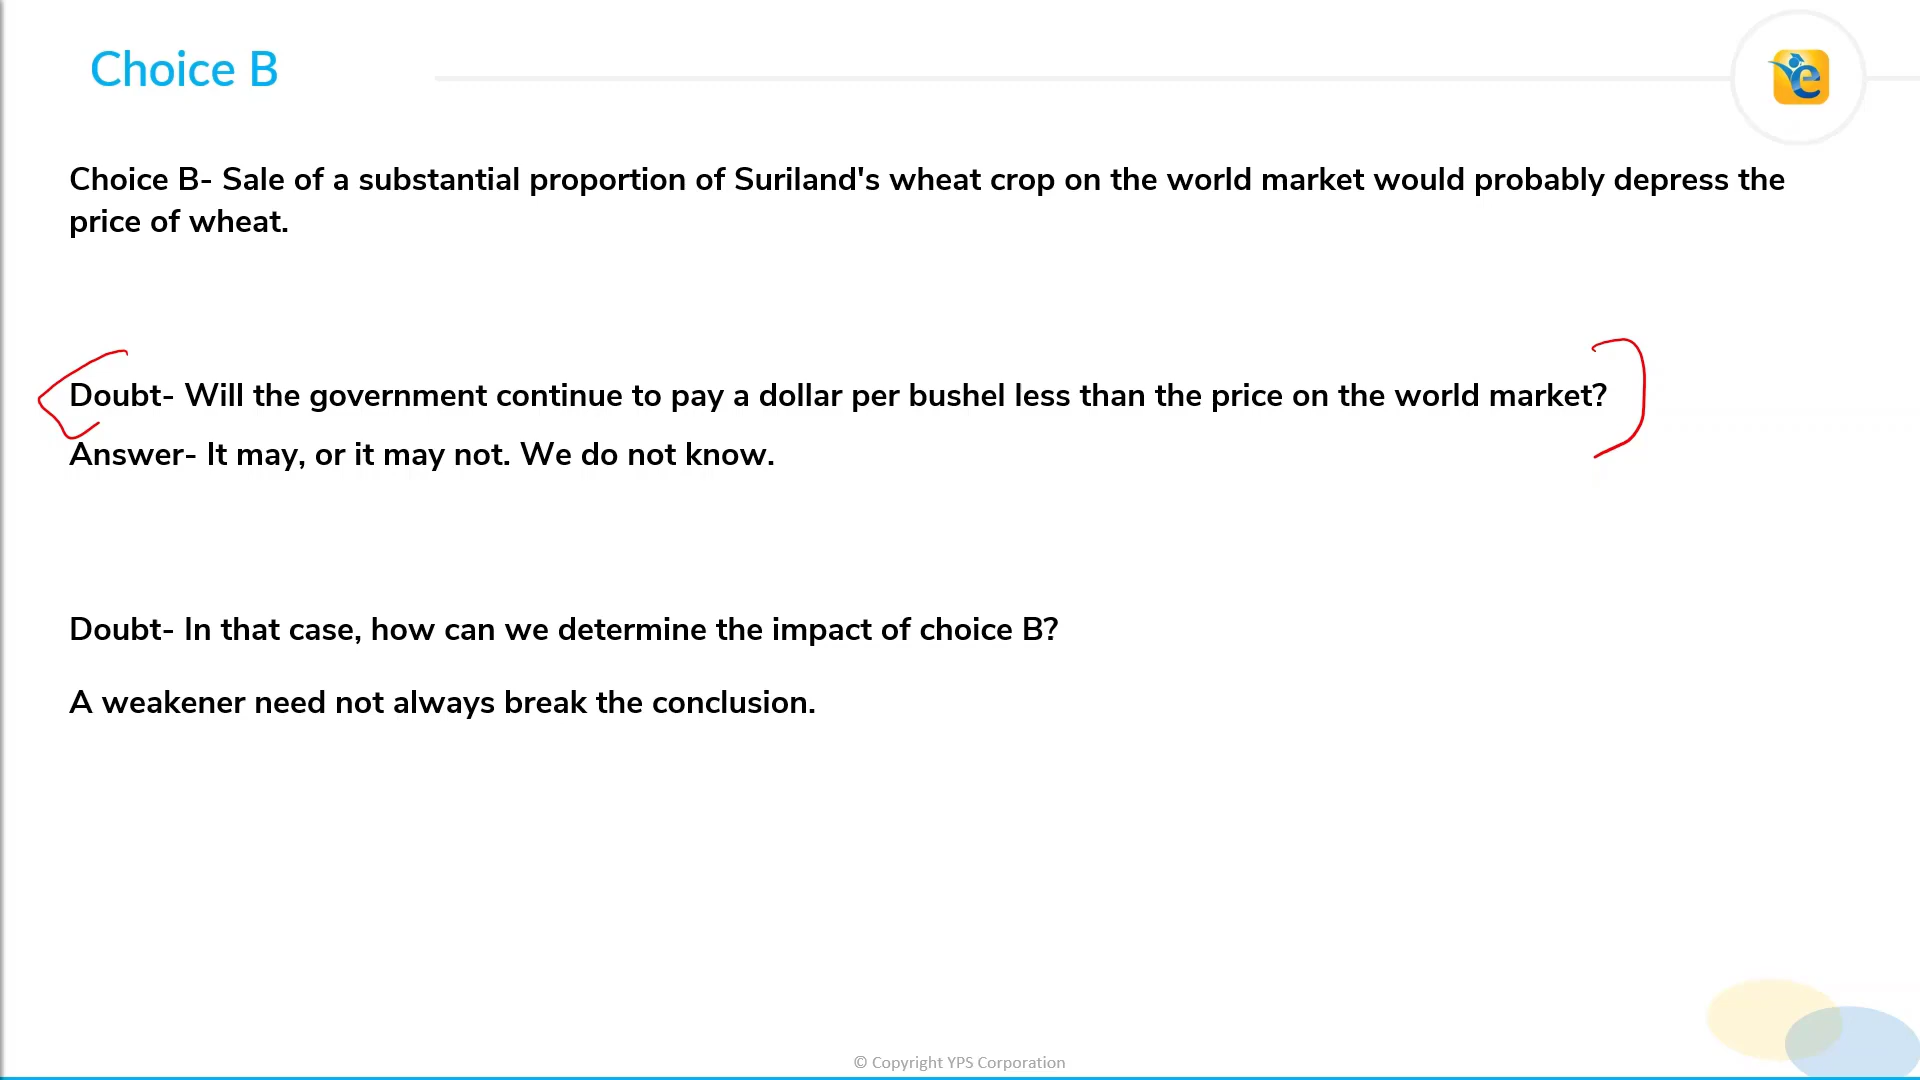 Choice B
Choice B- Sale of a substantial proportion of Suriland's wheat crop on the world market would probably depress the
price of wheat.
Doubt- Will the government continue to pay a dollar per bushel less than the price on the world market?
Answer- It may, or it may not. We do not know.
Doubt- In that case, how can we determine the impact of choice B?
A weakener need not always break the conclusion.
© Copyright YPS Corporation